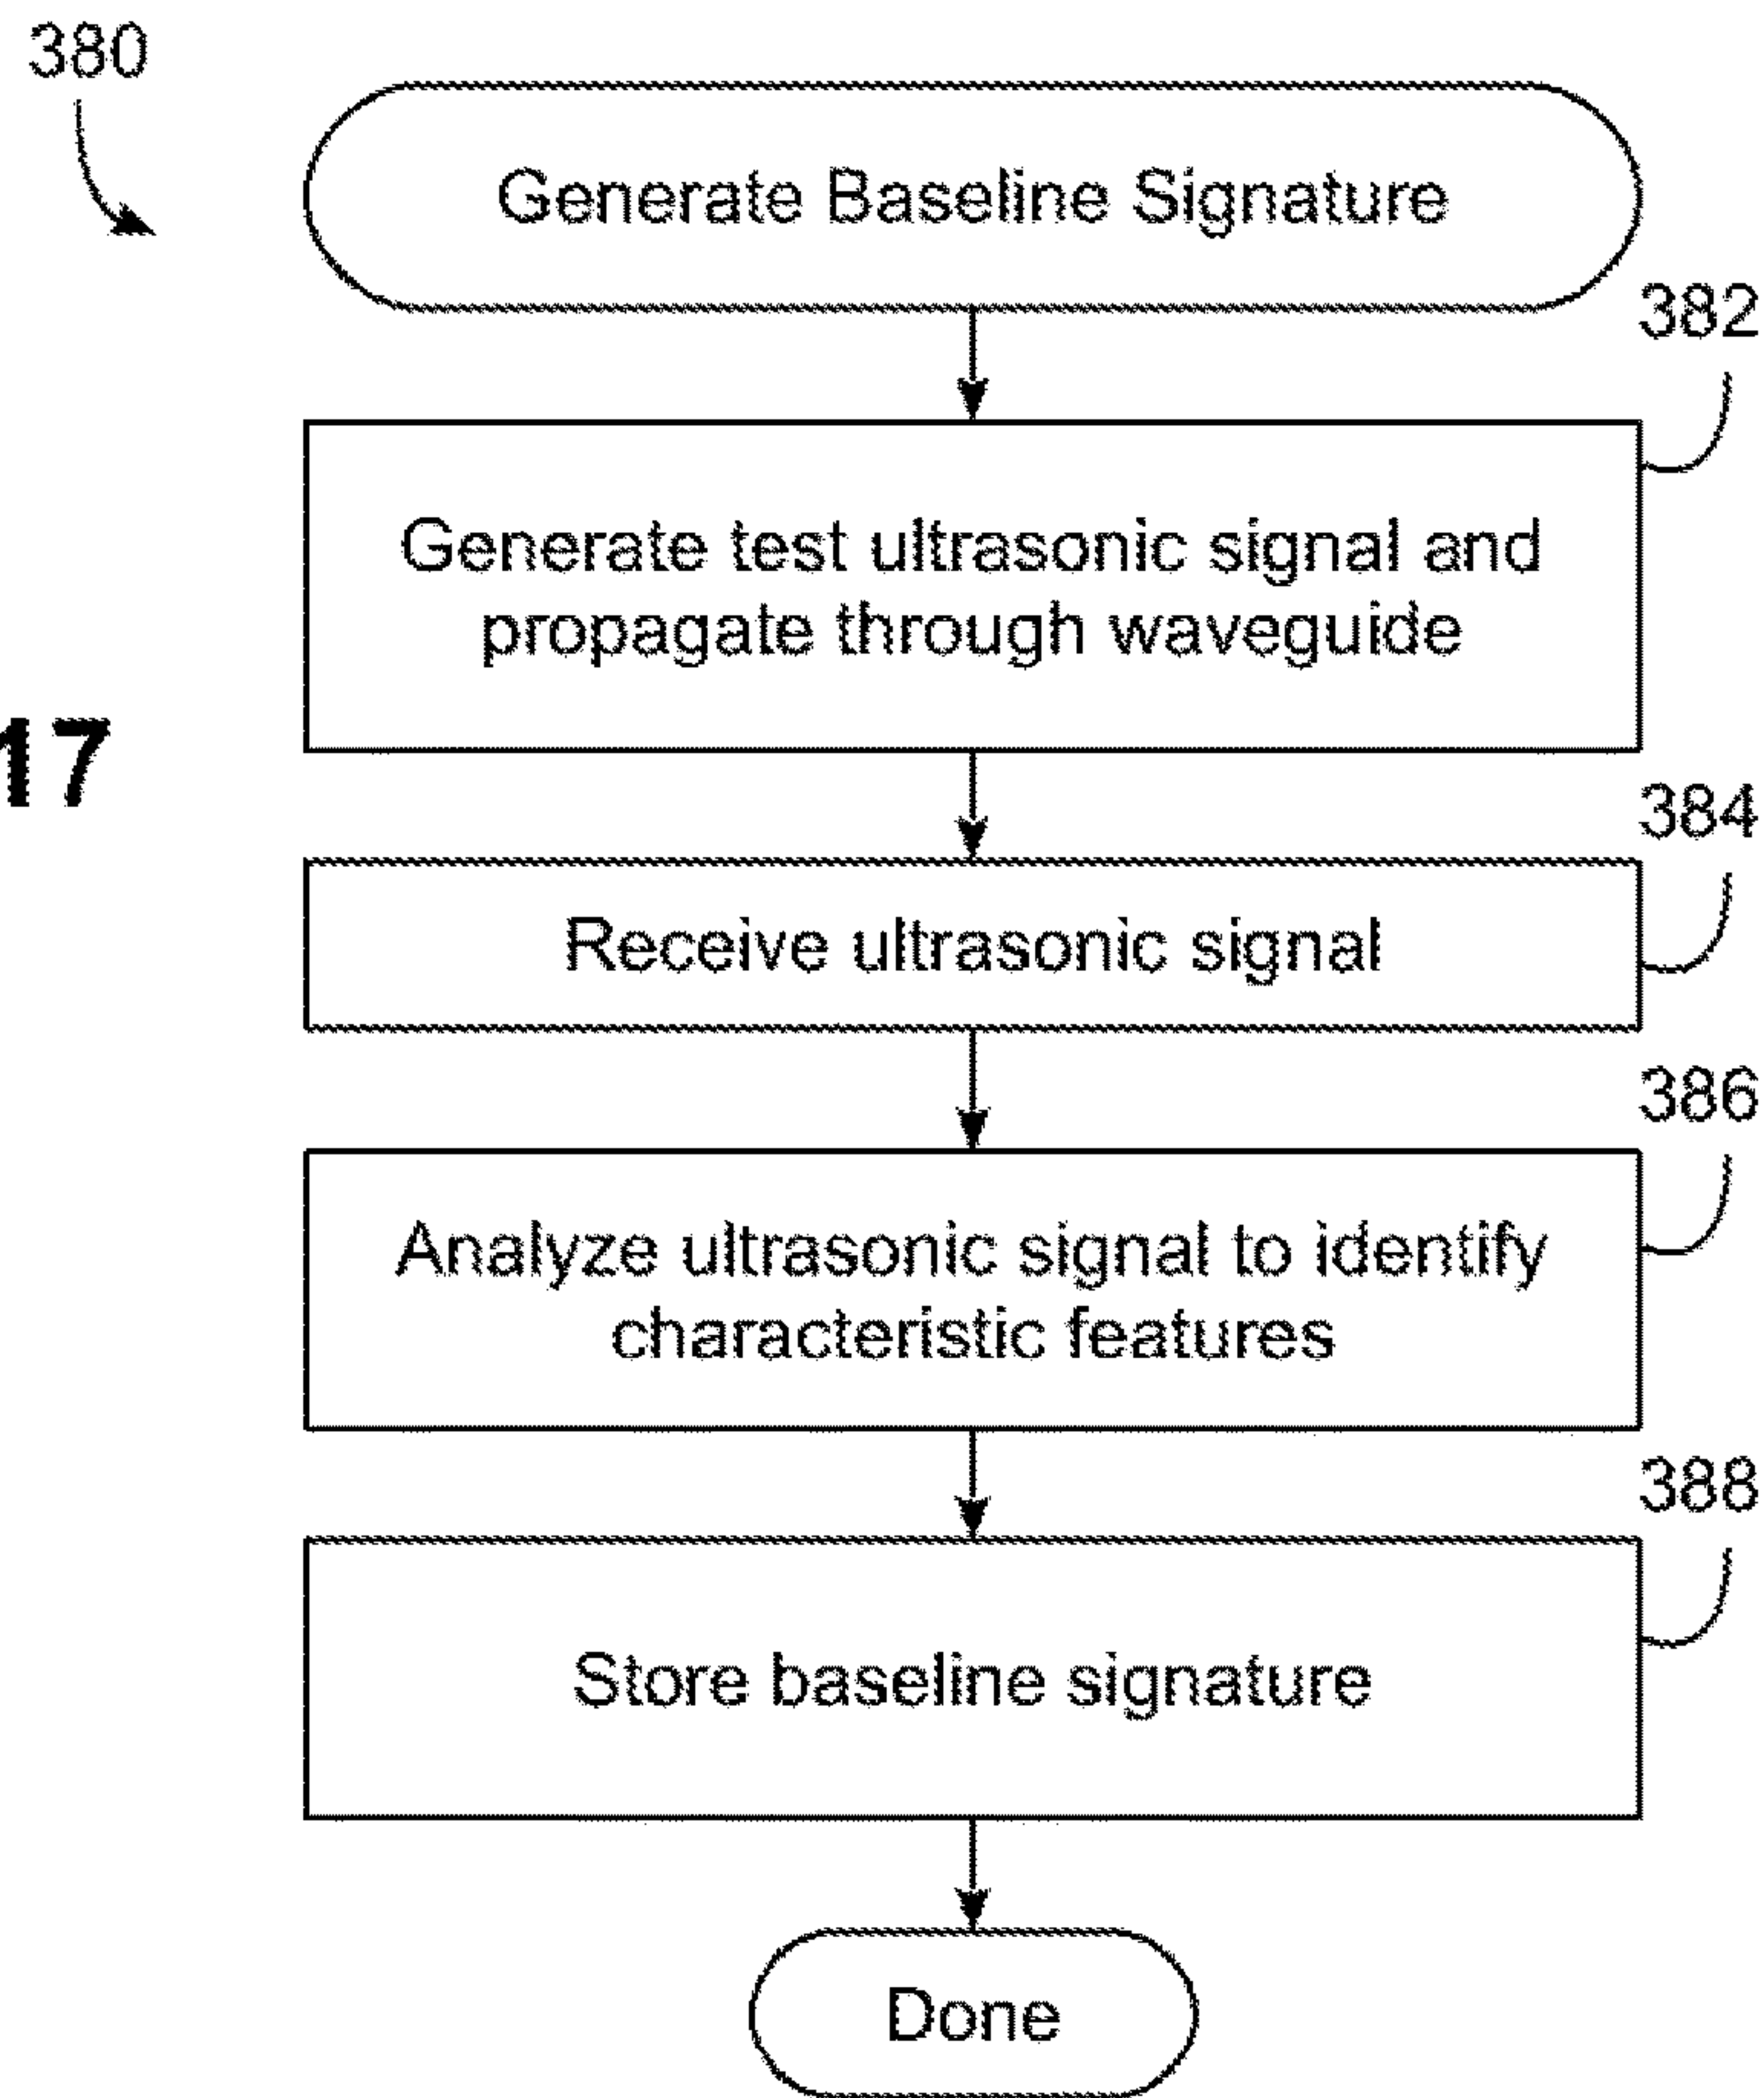 380
Generate Baseline Signature
382
Generate test ultrasonic signal and
propagate through waveguide
17
384
Receive ultrasonic signal
386
Analyze ultrasonic signal to identify
characteristic features
388
Store baseline signature
Done